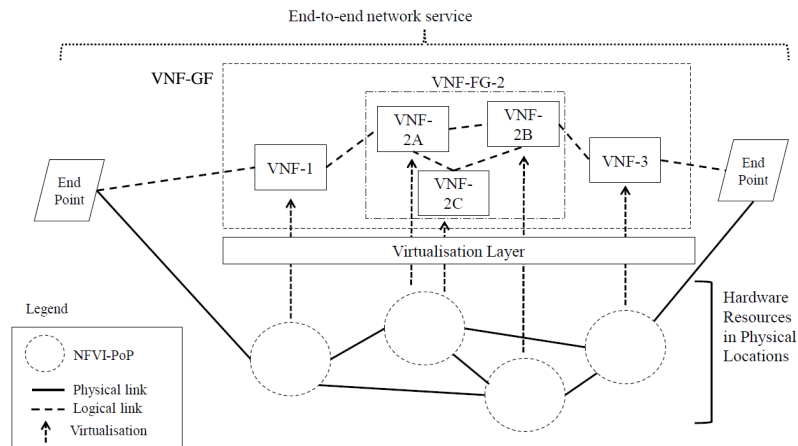 End-to-end network service
VNF-GF
VNF-FG-2
VNF-
2A
VNF-
2B
VNF-1
VNF-3
VNF-
2C
End
Point
End
Point
Virtualisation Layer
Hardware
Resources
in Physical
Locations
Legend
NFVI-PoP
Physical link
Logical link
Virtualisation